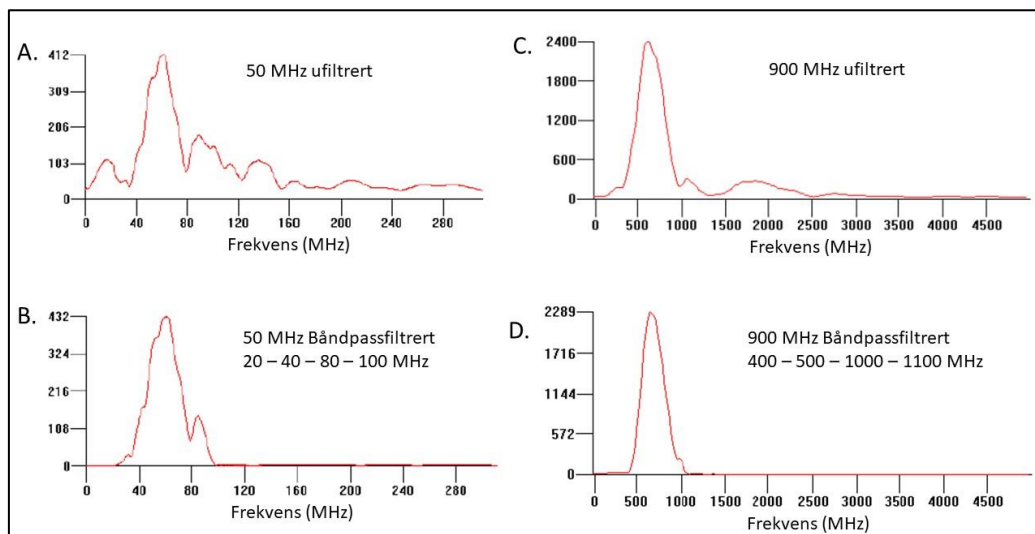 A.
50 MHz ufiltrert
412
309
206
103
0
0 40 80 120 160 200 240 280
Frekvens (MHz)
B.
50 MHz Båndpassfiltrert
20 – 40 – 80 – 100 MHz
432
324
216
108
0
0 40 80 120 160 200 240 280
Frekvens (MHz)
C.
900 MHz ufiltrert
2400
1800
1200
600
0
0 500 1000 1500 2000 2500 3000 3500 4000 4500
Frekvens (MHz)
D.
900 MHz Båndpassfiltrert
400 – 500 – 1000 – 1100 MHz
2289
1716
1144
572
0
0 500 1000 1500 2000 2500 3000 3500 4000 4500
Frekvens (MHz)